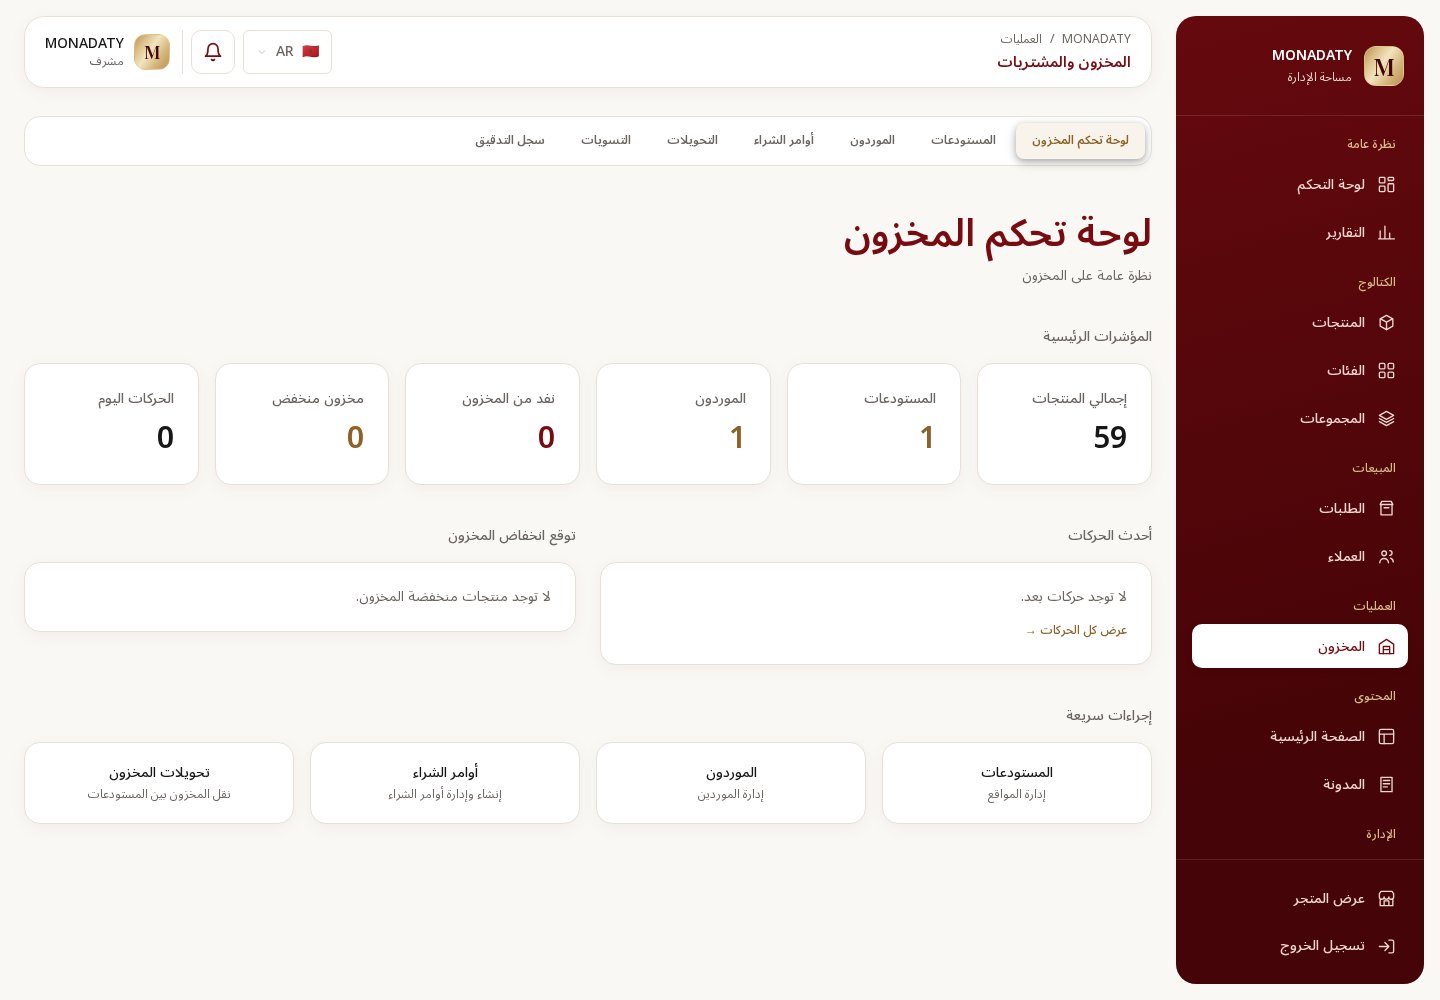 M
MONADATY
مساحة الإدارة
نظرة عامة
لوحة التحكم
التقارير
الكتالوج
المنتجات
الفئات
المجموعات
المبيعات
الطلبات
العملاء
العمليات
المخزون
المحتوى
الصفحة الرئيسية
المدونة
الإدارة
عرض المتجر
تسجيل الخروج
MONADATY / العمليات
المخزون والمشتريات
AR
M
MONADATY
مشرف
لوحة تحكم المخزون
المستودعات
الموردون
أوامر الشراء
التحويلات
التسويات
سجل التدقيق
لوحة تحكم المخزون
نظرة عامة على المخزون
المؤشرات الرئيسية
إجمالي المنتجات
59
المستودعات
1
الموردون
1
نفد من المخزون
0
مخزون منخفض
0
الحركات اليوم
0
أحدث الحركات
لا توجد حركات بعد.
عرض كل الحركات →
توقع انخفاض المخزون
لا توجد منتجات منخفضة المخزون.
إجراءات سريعة
المستودعات
إدارة المواقع
الموردون
إدارة الموردين
أوامر الشراء
إنشاء وإدارة أوامر الشراء
تحويلات المخزون
نقل المخزون بين المستودعات